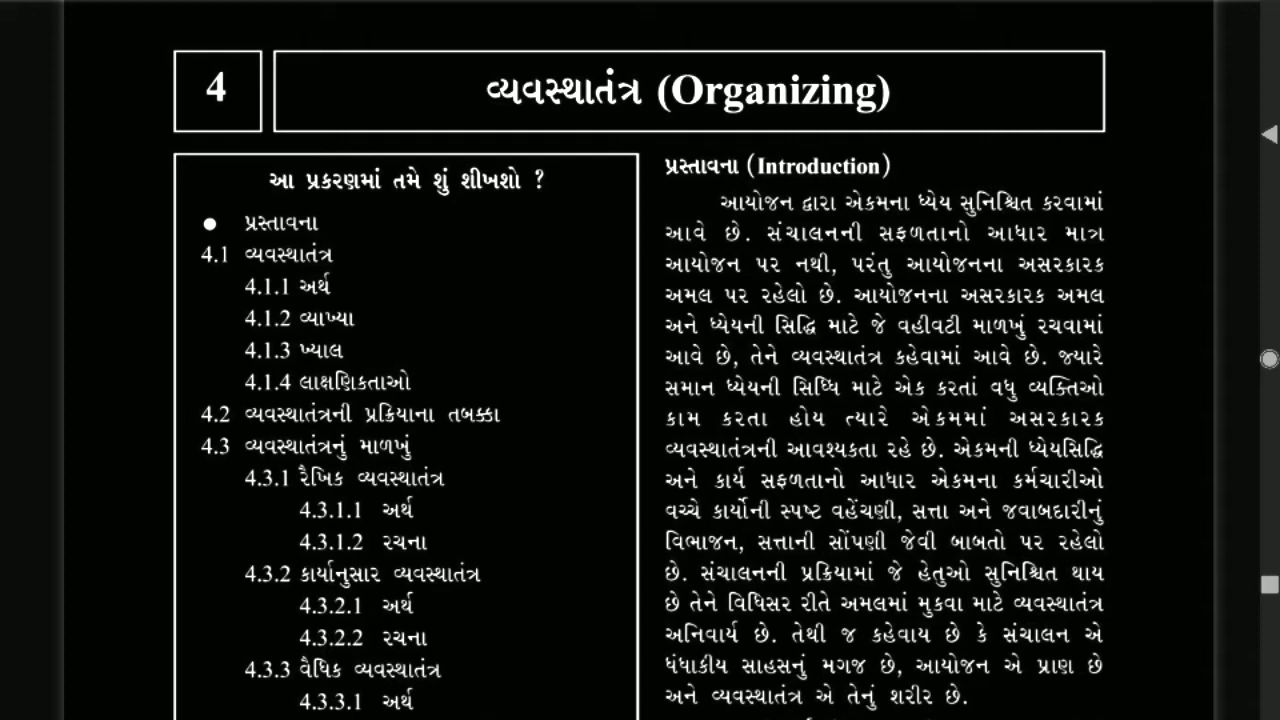 4
વ્યવસ્થાતંત્ર (Organizing)
આ પ્રકરણમાં તમે શું શીખશો ?
● પ્રસ્તાવના
4.1 વ્યવસ્થાતંત્ર
4.1.1 અર્થ
4.1.2 વ્યાખ્યા
4.1.3 ખ્યાલ
4.1.4 લાક્ષણિકતાઓ
4.2 વ્યવસ્થાતંત્રની પ્રક્રિયાના તબક્કા
4.3 વ્યવસ્થાતંત્રનું માળખું
4.3.1 રૈખિક વ્યવસ્થાતંત્ર
4.3.1.1 અર્થ
4.3.1.2 રચના
4.3.2 કાર્યાનુસાર વ્યવસ્થાતંત્ર
4.3.2.1 અર્થ
4.3.2.2 રચના
4.3.3 વૈધિક વ્યવસ્થાતંત્ર
4.3.3.1 અર્થ
પ્રસ્તાવના (Introduction)
આયોજન દ્વારા એકમના ધ્યેય સુનિશ્ચિત કરવામાં
આવે છે. સંચાલનની સફળતાનો આધાર માત્ર
આયોજન પર નથી, પરંતુ આયોજનના અસરકારક
અમલ પર રહેલો છે. આયોજનના અસરકારક અમલ
અને ધ્યેયની સિદ્ધિ માટે જે વહીવટી માળખું રચવામાં
આવે છે, તેને વ્યવસ્થાતંત્ર કહેવામાં આવે છે. જ્યારે
સમાન ધ્યેયની સિધ્ધિ માટે એક કરતાં વધુ વ્યક્તિઓ
કામ કરતા હોય ત્યારે એકમમાં અસરકારક
વ્યવસ્થાતંત્રની આવશ્યકતા રહે છે. એકમની ધ્યેયસિદ્ધિ
અને કાર્ય સફળતાનો આધાર એકમના કર્મચારીઓ
વચ્ચે કાર્યોની સ્પષ્ટ વહેંચણી, સત્તા અને જવાબદારીનું
વિભાજન, સત્તાની સોંપણી જેવી બાબતો પર રહેલો
છે. સંચાલનની પ્રક્રિયામાં જે હેતુઓ સુનિશ્ચિત થાય
છે તેને વિધિસર રીતે અમલમાં મુકવા માટે વ્યવસ્થાતંત્ર
અનિવાર્ય છે. તેથી જ કહેવાય છે કે સંચાલન એ
ધંધાકીય સાહસનું મગજ છે, આયોજન એ પ્રાણ છે
અને વ્યવસ્થાતંત્ર એ તેનું શરીર છે.